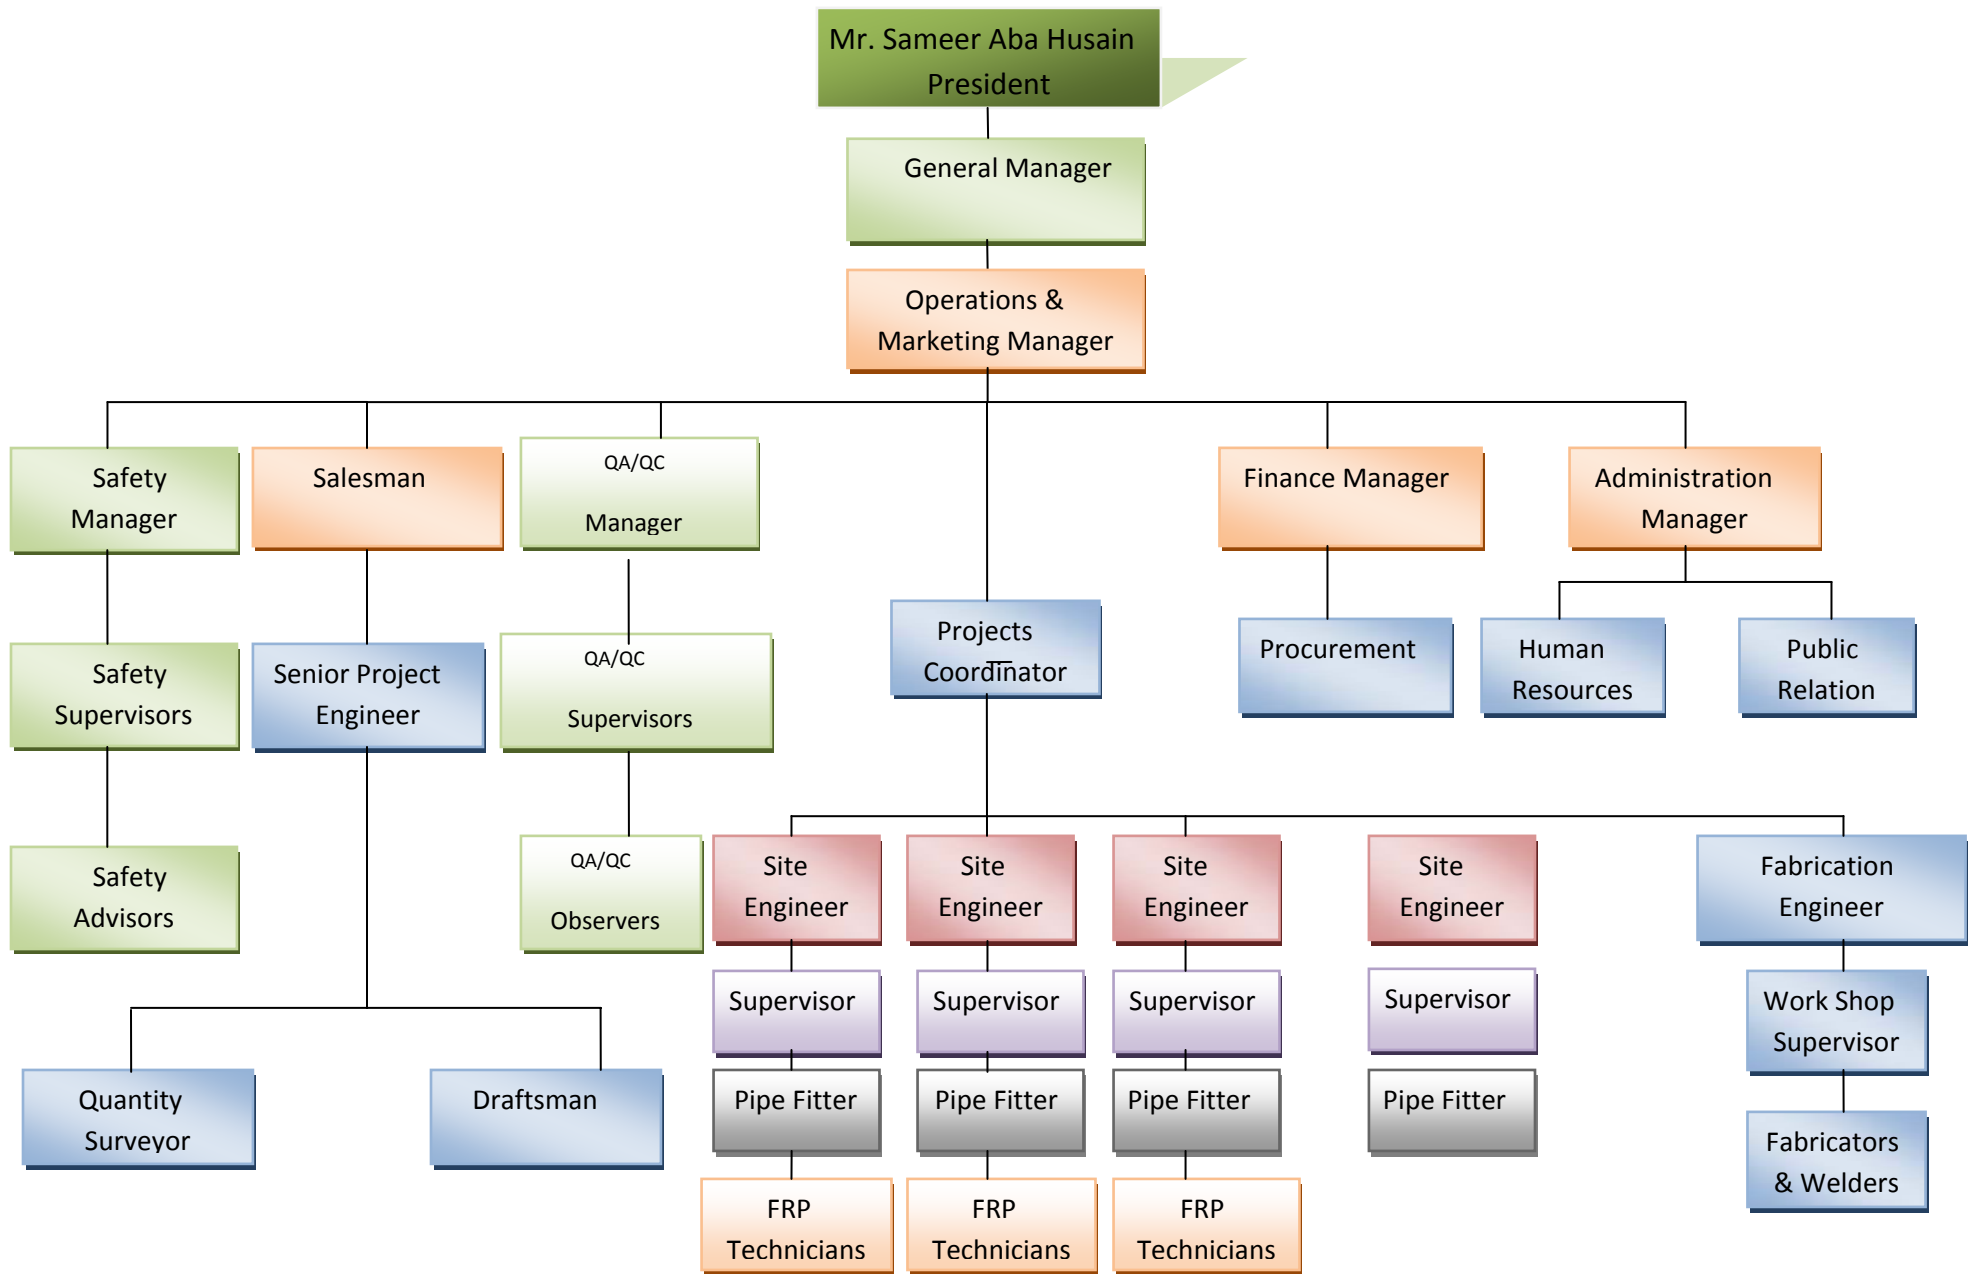 Mr. Sameer Aba Husain
President
General Manager
Operations &
Marketing Manager
Safety
Manager
Salesman
QA/QC
Manager
Finance Manager
Administration
Manager
Projects
Coordinator
Procurement
Human
Resources
Public
Relation
Safety
Supervisors
Senior Project
Engineer
QA/QC
Supervisors
Safety
Advisors
QA/QC
Observers
Site
Engineer
Site
Engineer
Site
Engineer
Site
Engineer
Fabrication
Engineer
Supervisor
Supervisor
Supervisor
Supervisor
Work Shop
Supervisor
Quantity
Surveyor
Draftsman
Pipe Fitter
Pipe Fitter
Pipe Fitter
Pipe Fitter
Fabricators
& Welders
FRP
Technicians
FRP
Technicians
FRP
Technicians